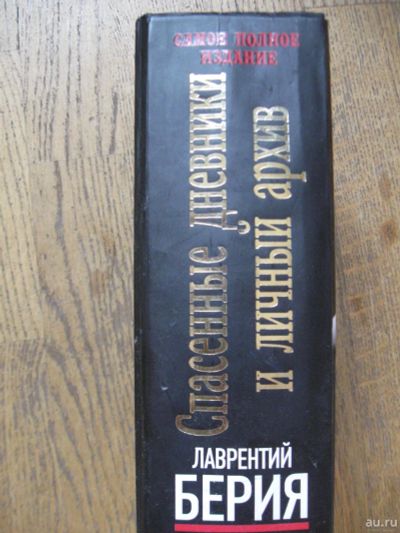 САМОЕ ПОЛНОЕ
ИЗДАНИЕ
Спасенные дневники
и личный архив
ЛАВРЕНТИЙ
БЕРИЯ
au.ru